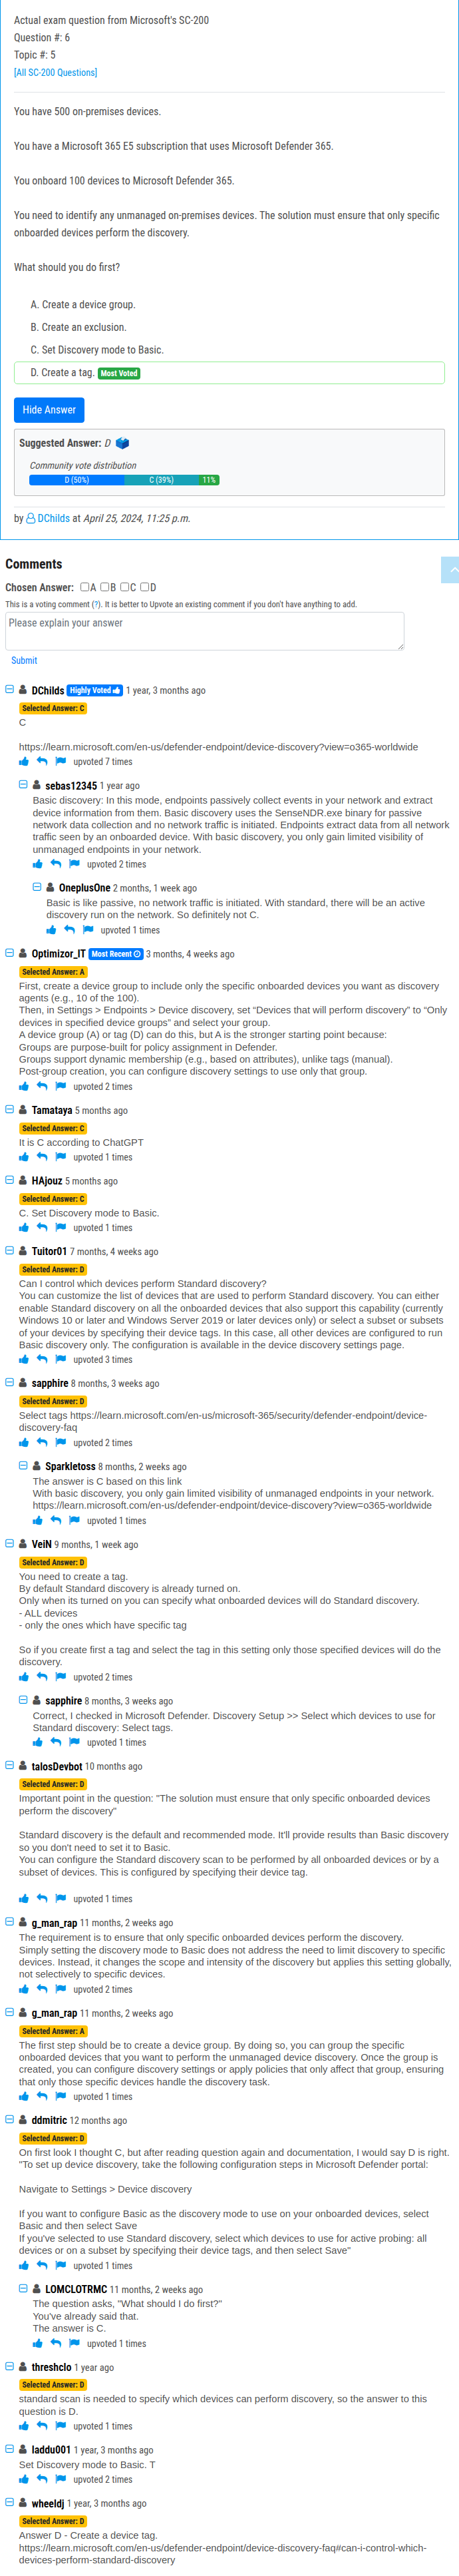 Actual exam question from Microsoft's SC-200
Question #: 6
Topic #: 5
[All SC-200 Questions]
You have 500 on-premises devices.
You have a Microsoft 365 E5 subscription that uses Microsoft Defender 365.
You onboard 100 devices to Microsoft Defender 365.
You need to identify any unmanaged on-premises devices. The solution must ensure that only specific
onboarded devices perform the discovery.
What should you do first?
A. Create a device group.
B. Create an exclusion.
C. Set Discovery mode to Basic.
D. Create a tag. Most Voted
Hide Answer
Suggested Answer: D
Community vote distribution
D (50%) C (39%) 11%
by DChilds at April 25, 2024, 11:25 p.m.
Comments
Chosen Answer: A B C D
This is a voting comment (?). It is better to Upvote an existing comment if you don't have anything to add.
Please explain your answer
Submit
DChilds Highly Voted 1 year, 3 months ago
Selected Answer: C
C
https://learn.microsoft.com/en-us/defender-endpoint/device-discovery?view=o365-worldwide
upvoted 7 times
sebas12345 1 year ago
Basic discovery: In this mode, endpoints passively collect events in your network and extract
device information from them. Basic discovery uses the SenseNDR.exe binary for passive
network data collection and no network traffic is initiated. Endpoints extract data from all network
traffic seen by an onboarded device. With basic discovery, you only gain limited visibility of
unmanaged endpoints in your network.
upvoted 2 times
OneplusOne 2 months, 1 week ago
Basic is like passive, no network traffic is initiated. With standard, there will be an active
discovery run on the network. So definitely not C.
upvoted 1 times
Optimizor_IT Most Recent 3 months, 4 weeks ago
Selected Answer: A
First, create a device group to include only the specific onboarded devices you want as discovery
agents (e.g., 10 of the 100).
Then, in Settings > Endpoints > Device discovery, set “Devices that will perform discovery” to “Only
devices in specified device groups” and select your group.
A device group (A) or tag (D) can do this, but A is the stronger starting point because:
Groups are purpose-built for policy assignment in Defender.
Groups support dynamic membership (e.g., based on attributes), unlike tags (manual).
Post-group creation, you can configure discovery settings to use only that group.
upvoted 2 times
Tamataya 5 months ago
Selected Answer: C
It is C according to ChatGPT
upvoted 1 times
HAjouz 5 months ago
Selected Answer: C
C. Set Discovery mode to Basic.
upvoted 1 times
Tuitor01 7 months, 4 weeks ago
Selected Answer: D
Can I control which devices perform Standard discovery?
You can customize the list of devices that are used to perform Standard discovery. You can either
enable Standard discovery on all the onboarded devices that also support this capability (currently
Windows 10 or later and Windows Server 2019 or later devices only) or select a subset or subsets
of your devices by specifying their device tags. In this case, all other devices are configured to run
Basic discovery only. The configuration is available in the device discovery settings page.
upvoted 3 times
sapphire 8 months, 3 weeks ago
Selected Answer: D
Select tags https://learn.microsoft.com/en-us/microsoft-365/security/defender-endpoint/device-
discovery-faq
upvoted 2 times
Sparkletoss 8 months, 2 weeks ago
The answer is C based on this link
With basic discovery, you only gain limited visibility of unmanaged endpoints in your network.
https://learn.microsoft.com/en-us/defender-endpoint/device-discovery?view=o365-worldwide
upvoted 1 times
VeiN 9 months, 1 week ago
Selected Answer: D
You need to create a tag.
By default Standard discovery is already turned on.
Only when its turned on you can specify what onboarded devices will do Standard discovery.
- ALL devices
- only the ones which have specific tag
So if you create first a tag and select the tag in this setting only those specified devices will do the
discovery.
upvoted 2 times
sapphire 8 months, 3 weeks ago
Correct, I checked in Microsoft Defender. Discovery Setup >> Select which devices to use for
Standard discovery: Select tags.
upvoted 1 times
talosDevbot 10 months ago
Selected Answer: D
Important point in the question: "The solution must ensure that only specific onboarded devices
perform the discovery"
Standard discovery is the default and recommended mode. It'll provide results than Basic discovery
so you don't need to set it to Basic.
You can configure the Standard discovery scan to be performed by all onboarded devices or by a
subset of devices. This is configured by specifying their device tag.
upvoted 1 times
g_man_rap 11 months, 2 weeks ago
The requirement is to ensure that only specific onboarded devices perform the discovery.
Simply setting the discovery mode to Basic does not address the need to limit discovery to specific
devices. Instead, it changes the scope and intensity of the discovery but applies this setting globally,
not selectively to specific devices.
upvoted 2 times
g_man_rap 11 months, 2 weeks ago
Selected Answer: A
The first step should be to create a device group. By doing so, you can group the specific
onboarded devices that you want to perform the unmanaged device discovery. Once the group is
created, you can configure discovery settings or apply policies that only affect that group, ensuring
that only those specific devices handle the discovery task.
upvoted 1 times
ddmitric 12 months ago
Selected Answer: D
On first look I thought C, but after reading question again and documentation, I would say D is right.
"To set up device discovery, take the following configuration steps in Microsoft Defender portal:
Navigate to Settings > Device discovery
If you want to configure Basic as the discovery mode to use on your onboarded devices, select
Basic and then select Save
If you've selected to use Standard discovery, select which devices to use for active probing: all
devices or on a subset by specifying their device tags, and then select Save"
upvoted 1 times
LOMCLOTRMC 11 months, 2 weeks ago
The question asks, "What should I do first?"
You've already said that.
The answer is C.
upvoted 1 times
threshclo 1 year ago
Selected Answer: D
standard scan is needed to specify which devices can perform discovery, so the answer to this
question is D.
upvoted 1 times
laddu001 1 year, 3 months ago
Set Discovery mode to Basic. T
upvoted 2 times
wheeldj 1 year, 3 months ago
Selected Answer: D
Answer D - Create a device tag.
https://learn.microsoft.com/en-us/defender-endpoint/device-discovery-faq#can-i-control-which-
devices-perform-standard-discovery